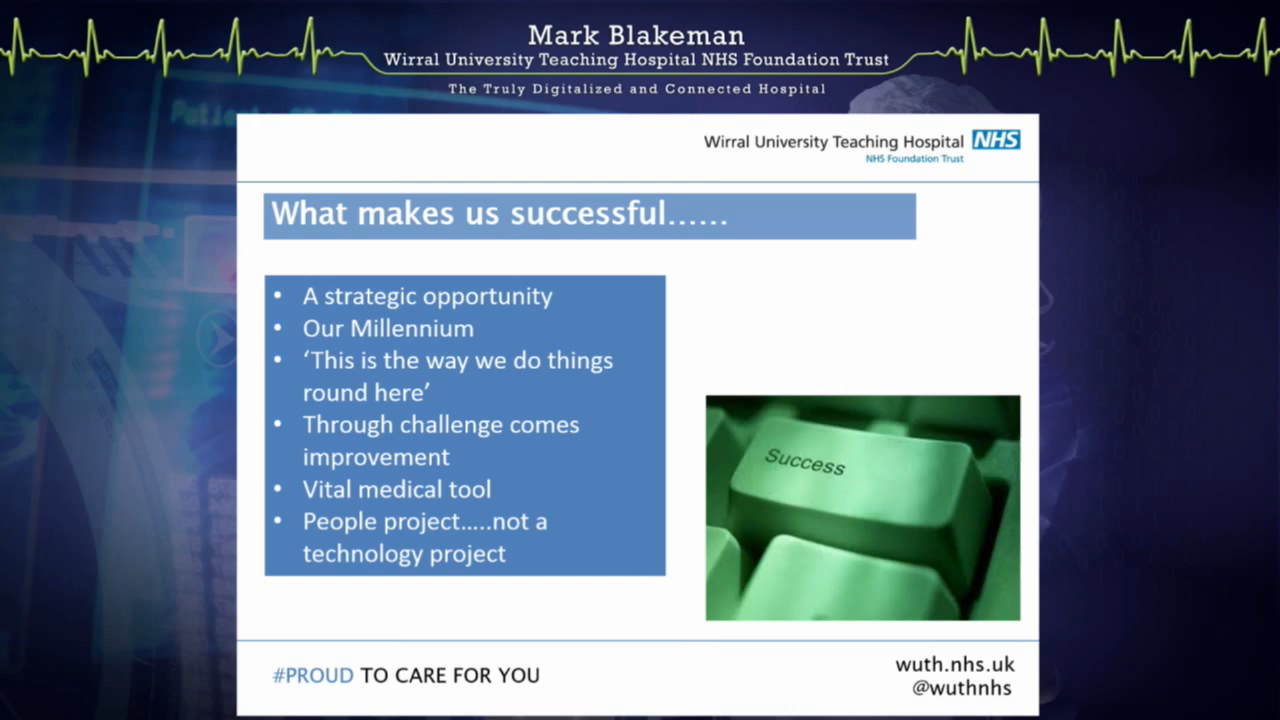 Mark Blakeman
Wirral University Teaching Hospital NHS Foundation Trust
The Truly Digitalized and Connected Hospital
Wirral University Teaching Hospital NHS
NHS Foundation Trust
What makes us successful......
• A strategic opportunity
• Our Millennium
• ‘This is the way we do things
round here’
• Through challenge comes
improvement
• Vital medical tool
• People project…..not a
technology project
Success
#PROUD TO CARE FOR YOU
wuth.nhs.uk
@wuthnhs